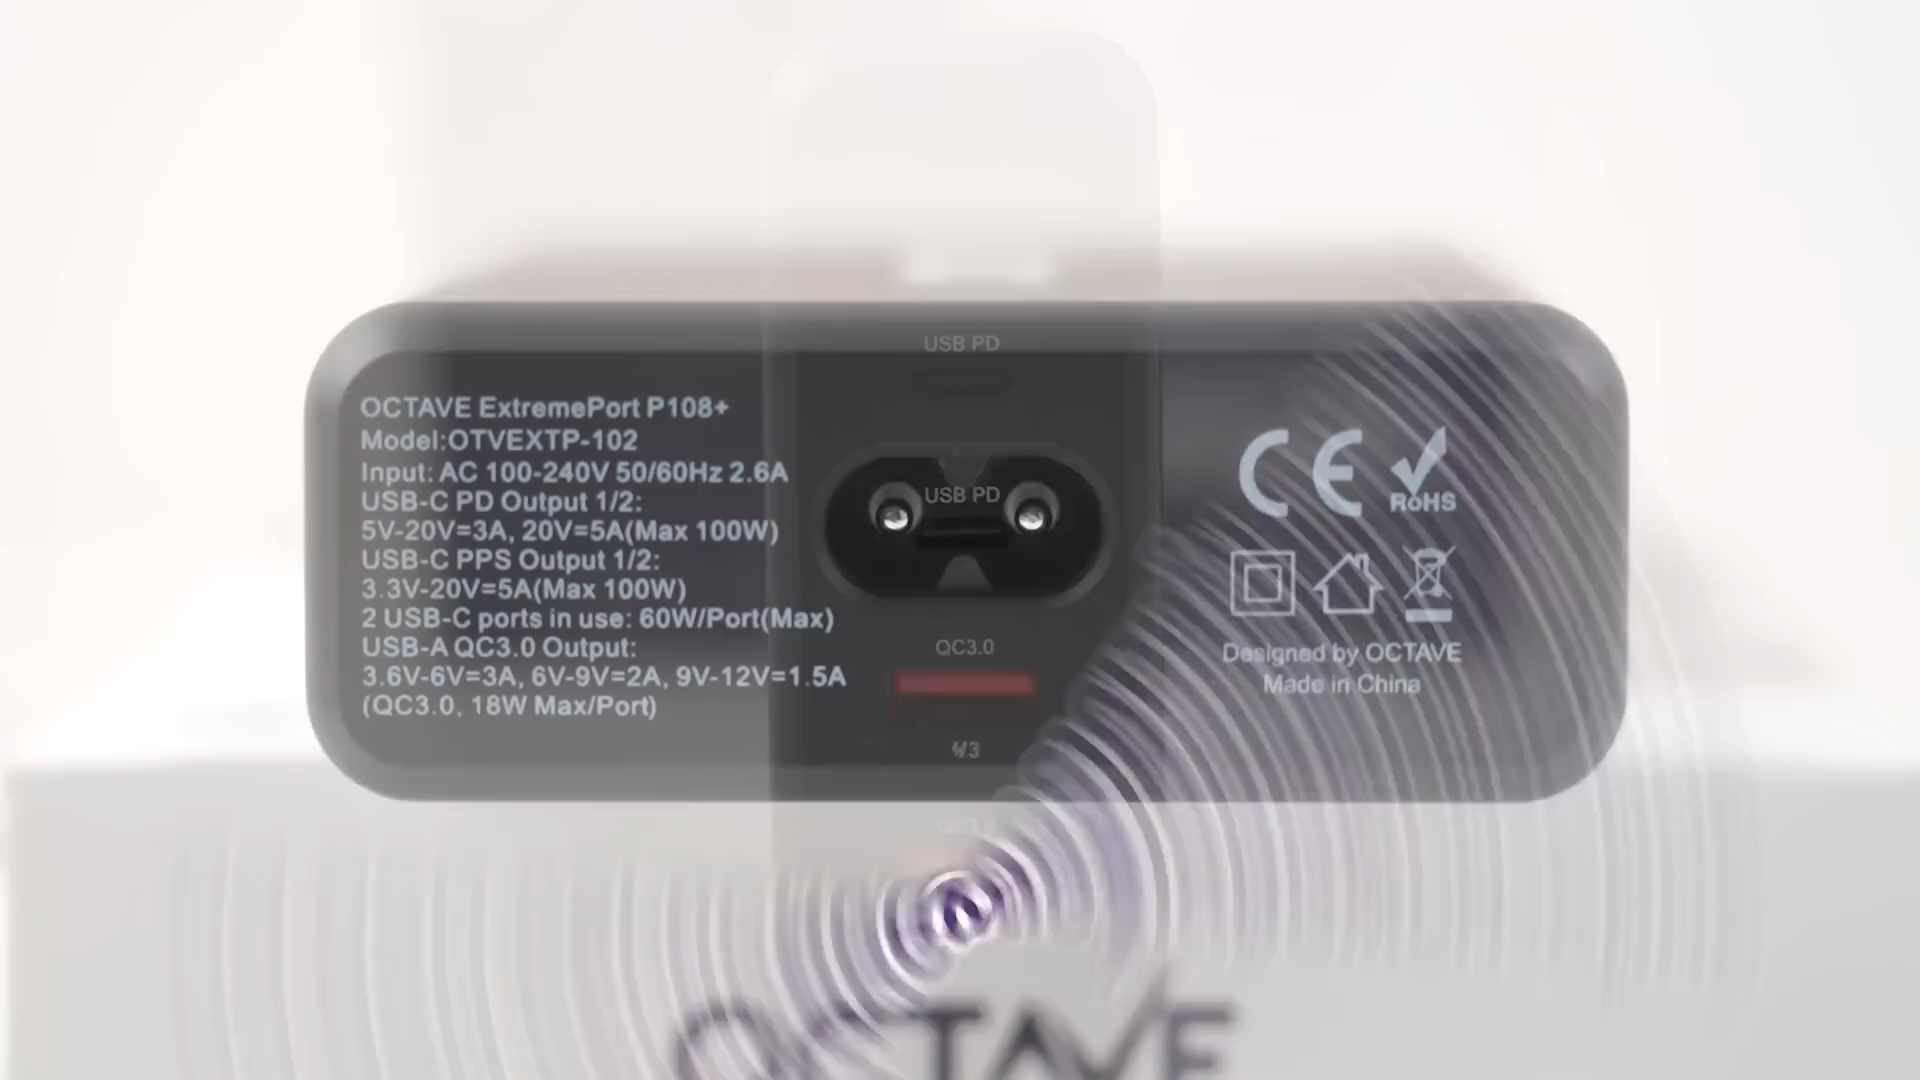 USB PD
OCTAVE ExtremePort P108+
Model:OTVEXTP-102
Input: AC 100-240V 50/60Hz 2.6A
USB-C PD Output 1/2:
5V-20V=3A, 20V=5A(Max 100W)
USB-C PPS Output 1/2:
3.3V-20V=5A(Max 100W)
2 USB-C ports in use: 60W/Port(Max)
USB-A QC3.0 Output:
3.6V-6V=3A, 6V-9V=2A, 9V-12V=1.5A
(QC3.0, 18W Max/Port)
USB PD
QC3.0
CE
RoHS
Designed by OCTAVE
Made in China
OCTAVE